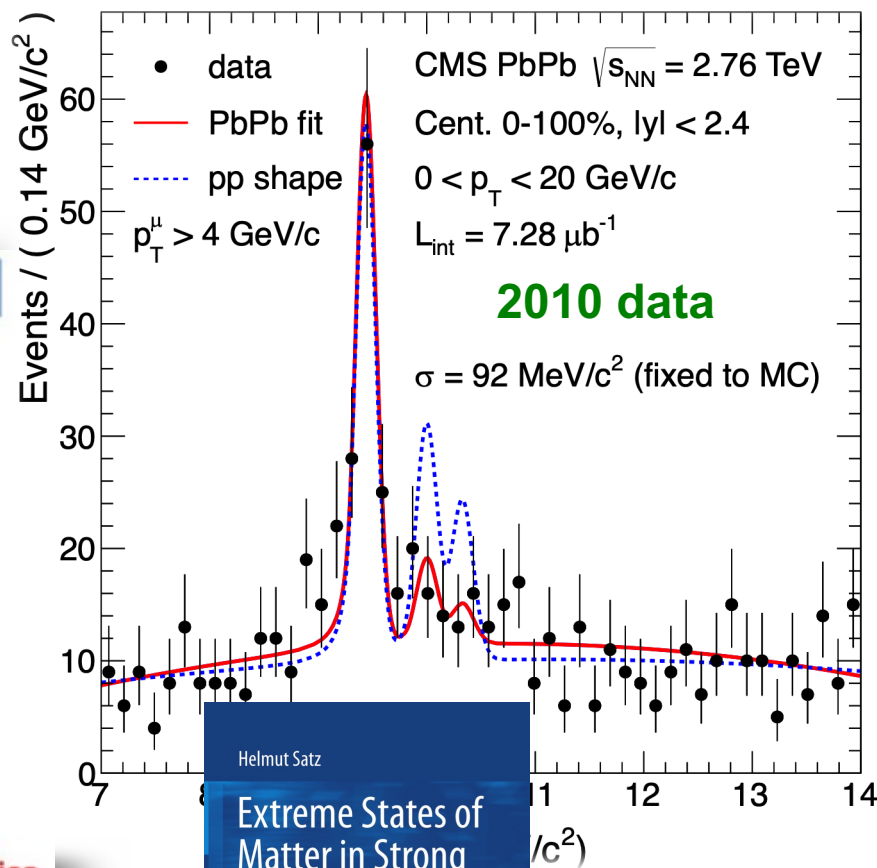 Events / ( 0.14 GeV/c² )
data
PbPb fit
pp shape
p_T^μ > 4 GeV/c
CMS PbPb √s_NN = 2.76 TeV
Cent. 0-100%, |y| < 2.4
0 < p_T < 20 GeV/c
L_int = 7.28 μb⁻¹
2010 data
σ = 92 MeV/c² (fixed to MC)
60
50
40
30
20
10
0
7 8 11 12 13 14
/c²)
Helmut Satz
Extreme States of
Matter in Strong